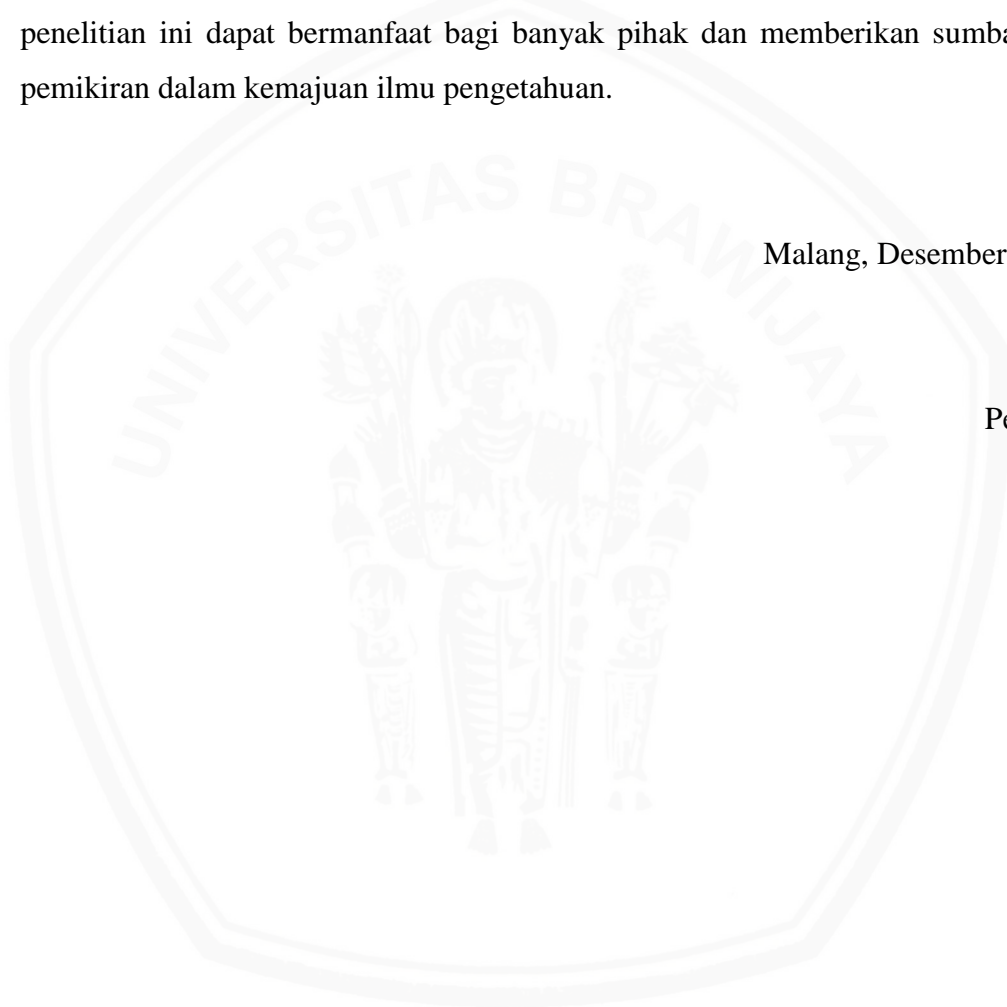 penelitian ini dapat bermanfaat bagi banyak pihak dan memberikan sumba
pemikiran dalam kemajuan ilmu pengetahuan.
UNIVERSITAS BRAWIJAYA
Malang, Desember
Pe